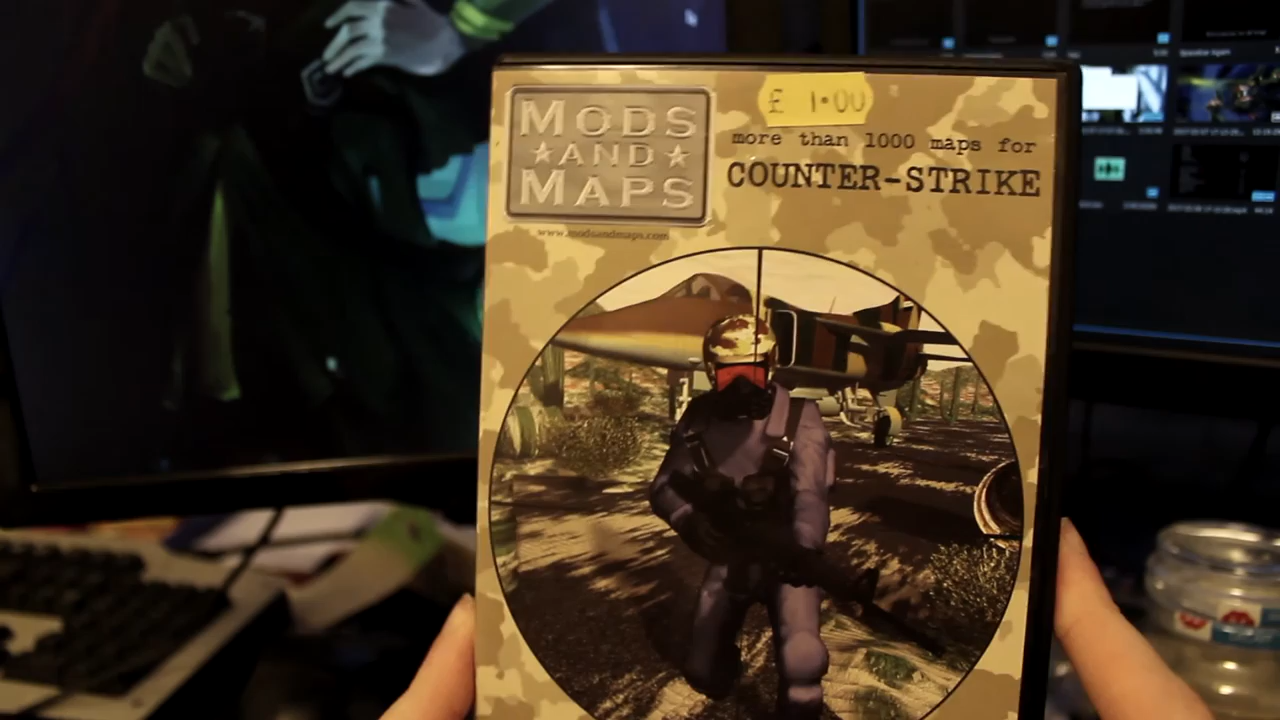 MODS
AND
MAPS
www.modsandmaps.com
£ 1.00
more than 1000 maps for
COUNTER-STRIKE